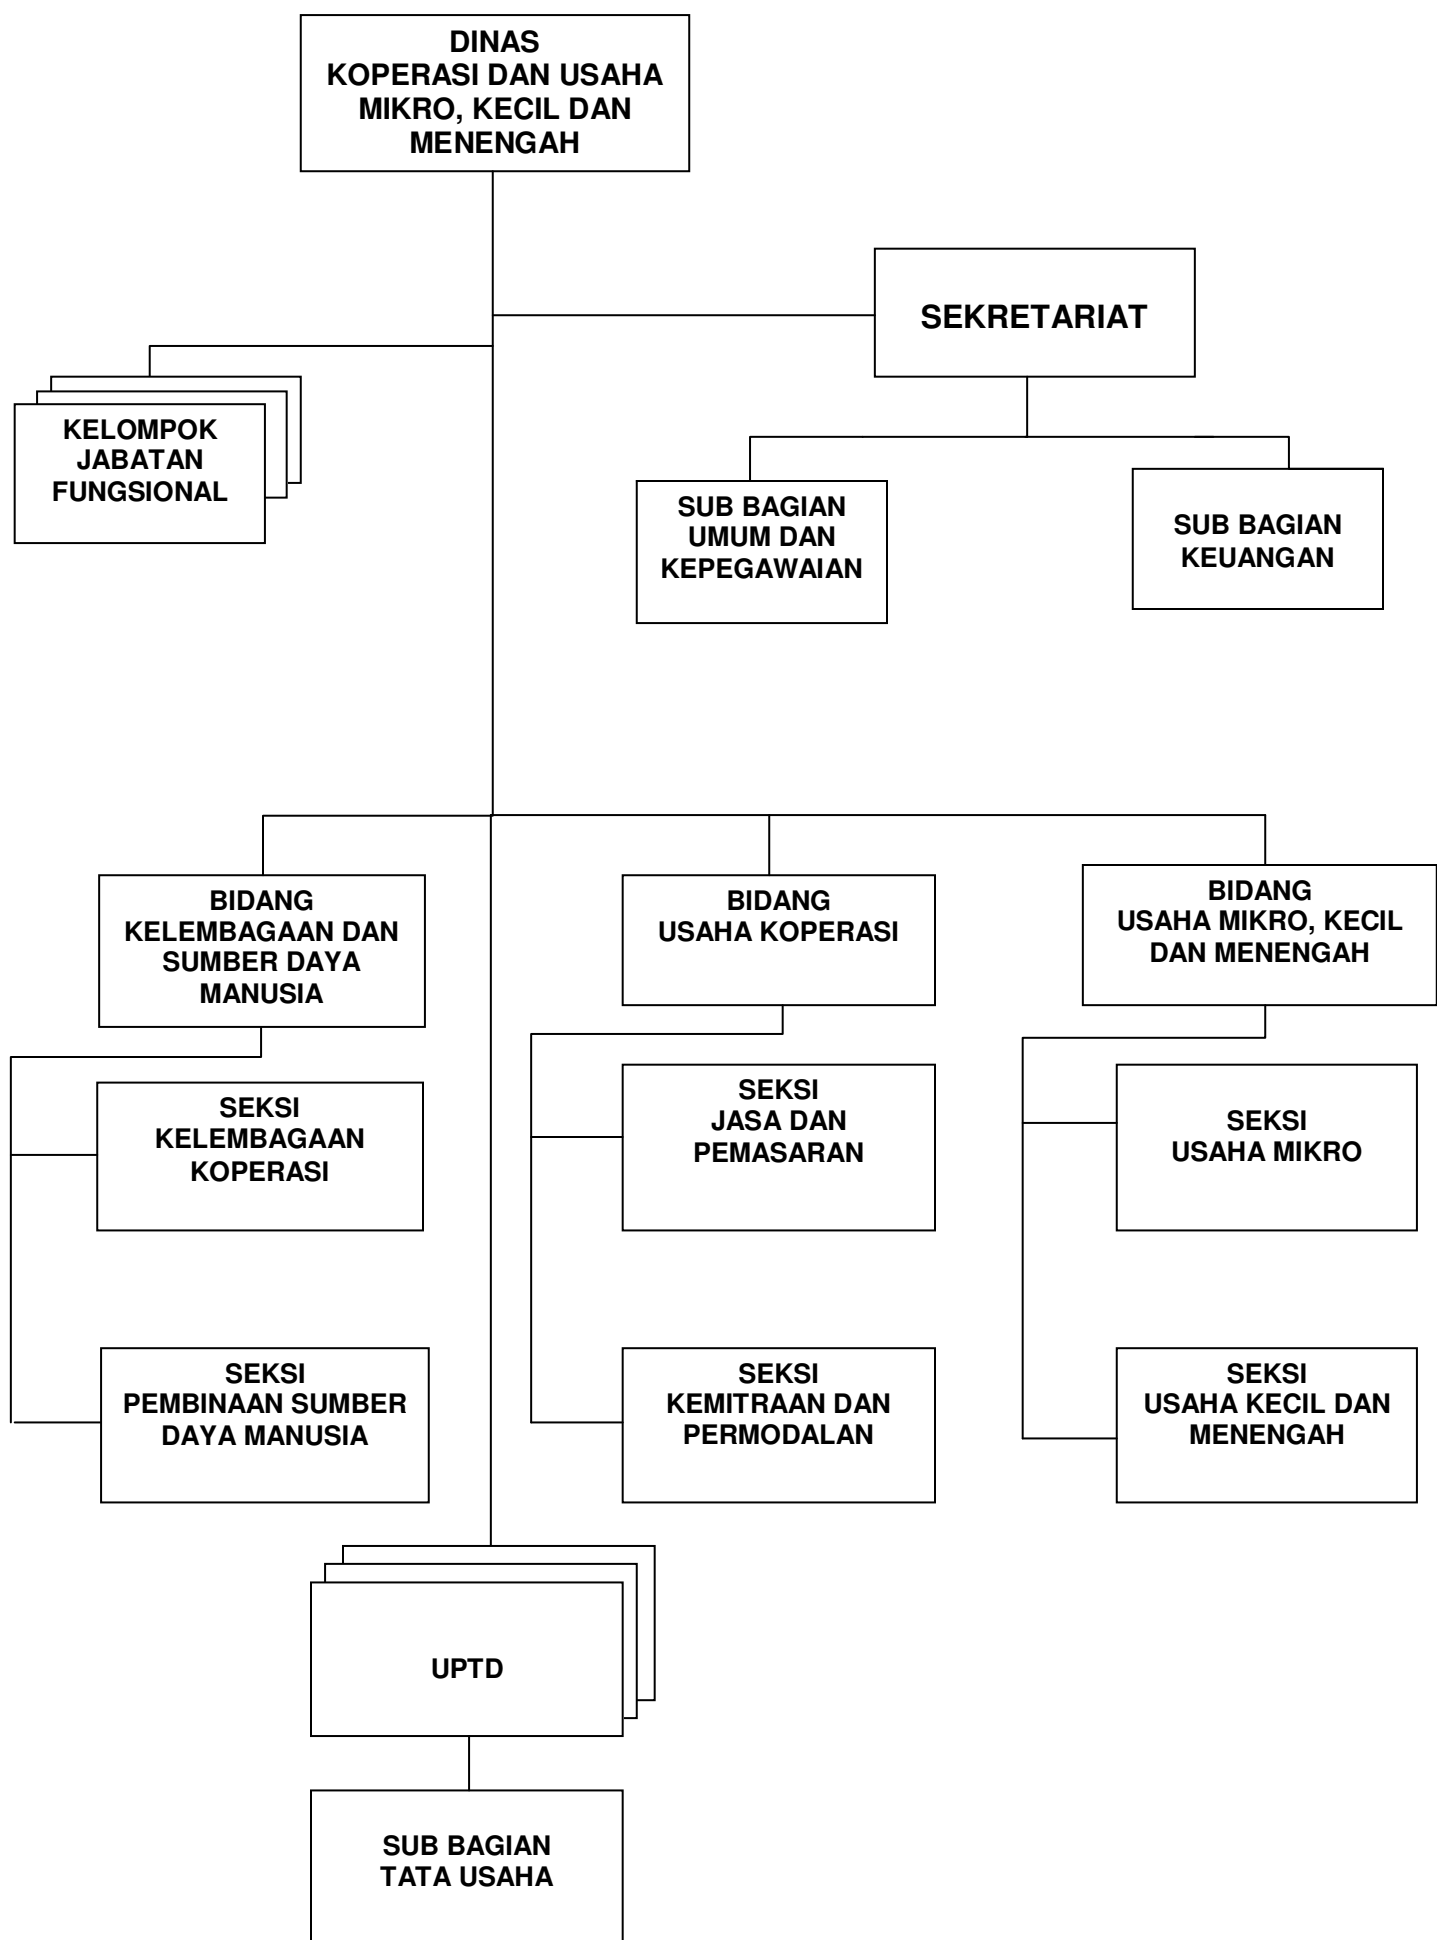 DINAS
KOPERASI DAN USAHA
MIKRO, KECIL DAN
MENENGAH
SEKRETARIAT
KELOMPOK
JABATAN
FUNGSIONAL
SUB BAGIAN
UMUM DAN
KEPEGAWAIAN
SUB BAGIAN
KEUANGAN
BIDANG
KELEMBAGAAN DAN
SUMBER DAYA
MANUSIA
BIDANG
USAHA KOPERASI
BIDANG
USAHA MIKRO, KECIL
DAN MENENGAH
SEKSI
KELEMBAGAAN
KOPERASI
SEKSI
JASA DAN
PEMASARAN
SEKSI
USAHA MIKRO
SEKSI
PEMBINAAN SUMBER
DAYA MANUSIA
SEKSI
KEMITRAAN DAN
PERMODALAN
SEKSI
USAHA KECIL DAN
MENENGAH
UPTD
SUB BAGIAN
TATA USAHA